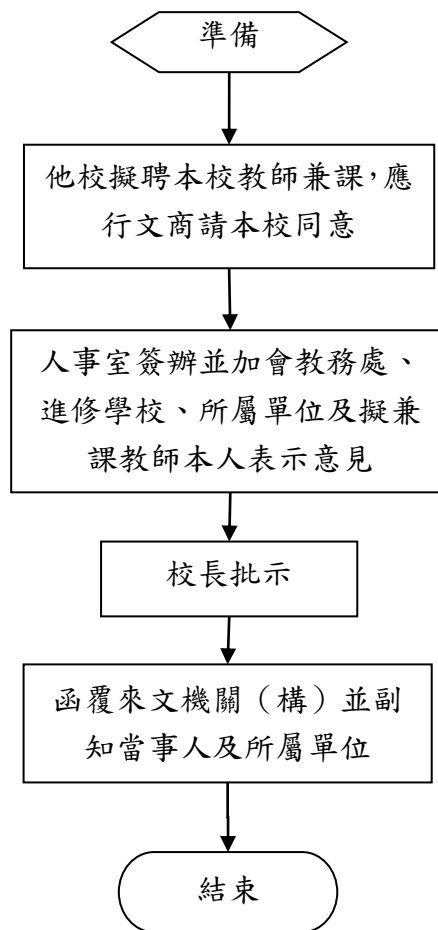 準備
他校擬聘本校教師兼課，應
行文商請本校同意
人事室簽辦並加會教務處、
進修學校、所屬單位及擬兼
課教師本人表示意見
校長批示
函覆來文機關（構）並副
知當事人及所屬單位
結束